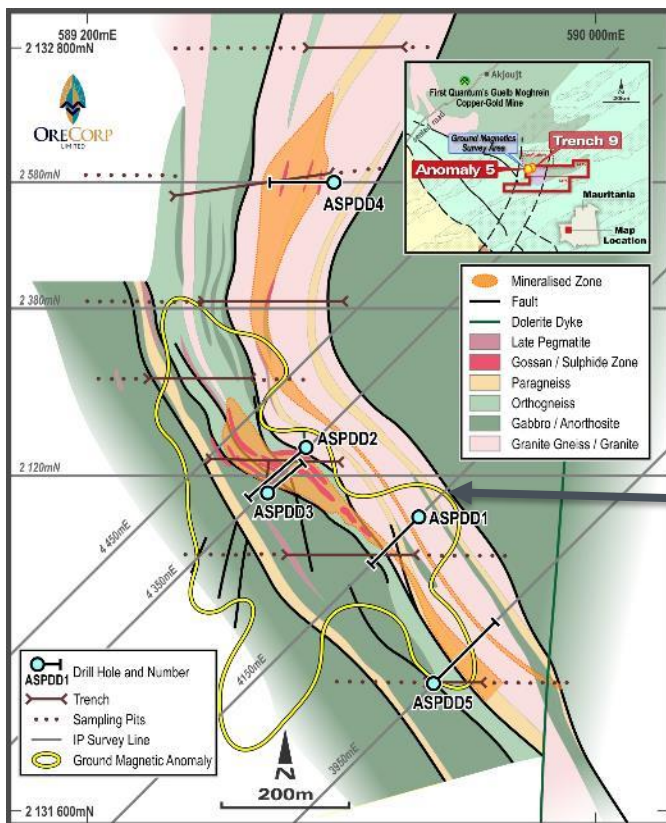 589 200mE
590 000mE
2 132 800mN
ORECORP
LIMITED
Akjoujt
First Quantum's Guelb Moghrein
Copper-Gold Mine
N
sealed road
Ground Magnetics
Survey Area
Trench 9
Anomaly 5
Mauritania
Map
Location
2 580mN
ASPDD4
Mineralised Zone
Fault
Dolerite Dyke
Late Pegmatite
Gossan / Sulphide Zone
Paragneiss
Orthogneiss
Gabbro / Anorthosite
Granite Gneiss / Granite
2 380mN
ASPDD2
2 120mN
ASPDD3
ASPDD1
4 450mE
4 350mE
4150mE
3950mE
ASPDD5
Drill Hole and Number
ASPDD1
Trench
Sampling Pits
IP Survey Line
Ground Magnetic Anomaly
N
200m
2 131 600mN